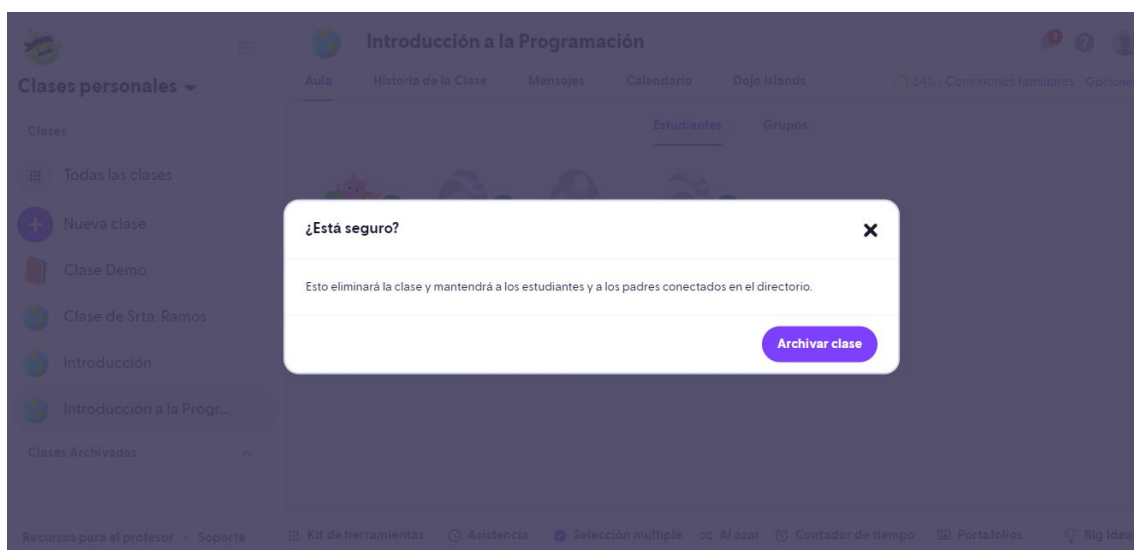 Introducción a la Programación
2
Clases personales
Aula Historia de la Clase Mensajes Calendario Dojo Islands 34% · Conexiones familiares Opcione
Clases
Estudiantes Grupos
Todas las clases
Nueva clase
¿Está seguro?
Clase Demo
Esto eliminará la clase y mantendrá a los estudiantes y a los padres conectados en el directorio.
Clase de Srta. Ramos
Archivar clase
Introducción
Introducción a la Progr...
Clases Archivadas
Recursos para el profesor · Soporte Kit de herramientas Asistencia Selección múltiple Al azar Contador de tiempo Portafolios Big Idea